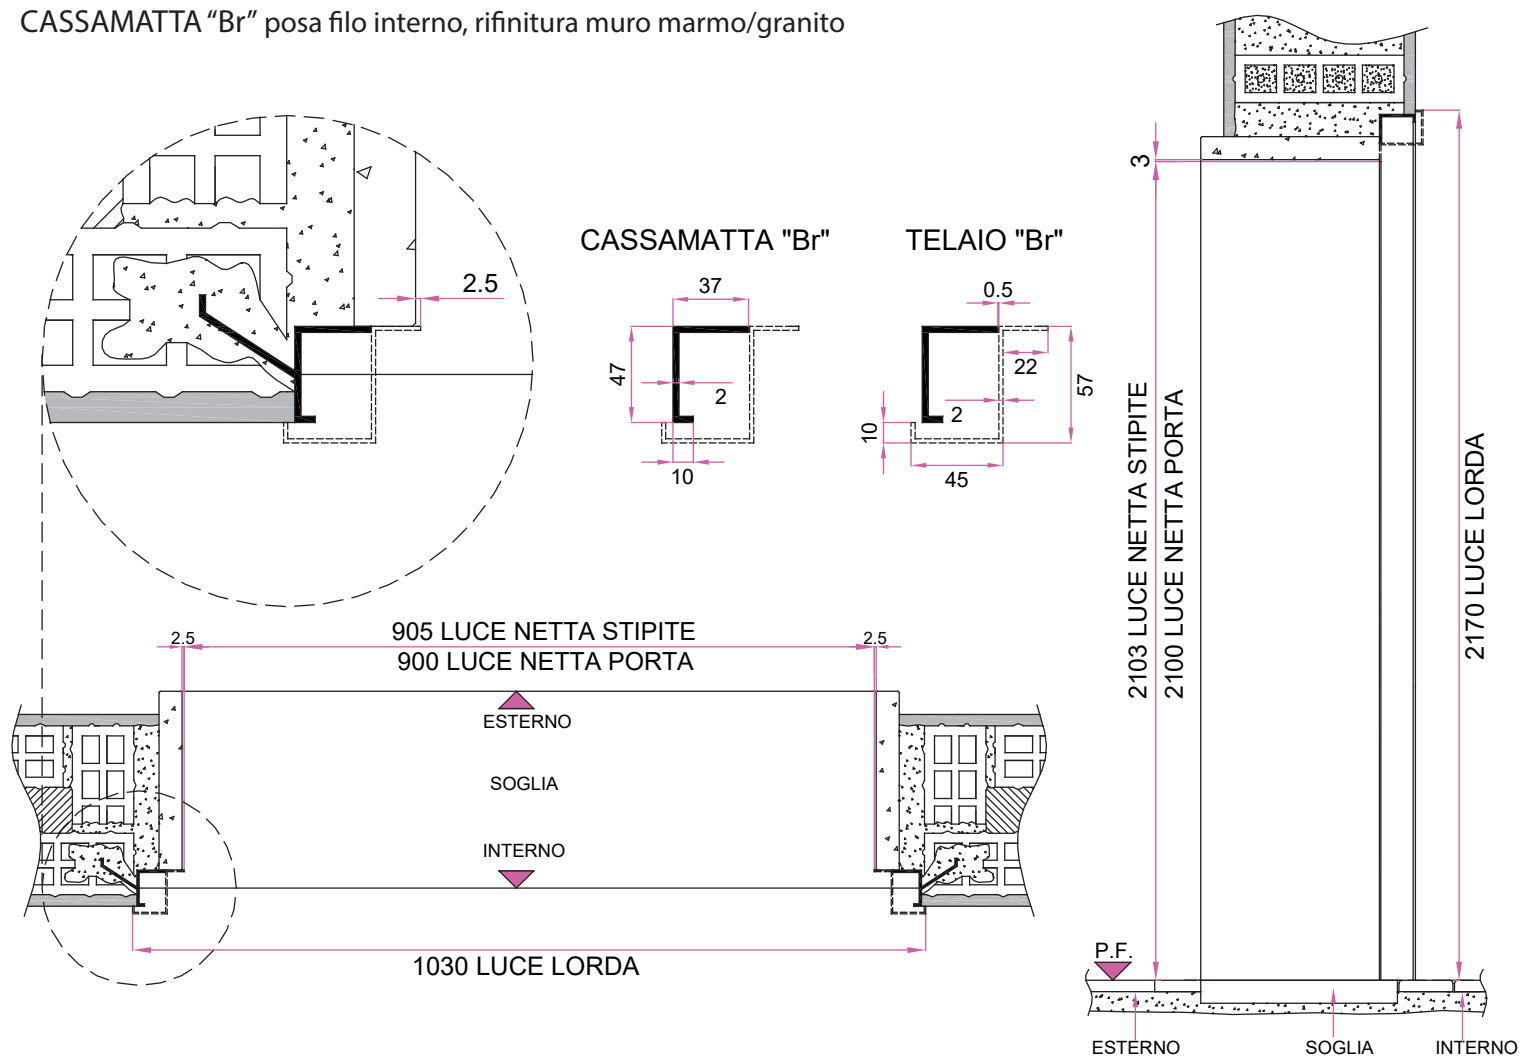 CASSAMATTA “Br” posa filo interno, rifinitura muro marmo/granito
2.5
CASSAMATTA "Br"
37
47
2
10
TELAIO "Br"
0.5
22
57
2
10
45
3
2103 LUCE NETTA STIPITE
2100 LUCE NETTA PORTA
2170 LUCE LORDA
P.F.
ESTERNO
SOGLIA
INTERNO
2.5
905 LUCE NETTA STIPITE
2.5
900 LUCE NETTA PORTA
ESTERNO
SOGLIA
INTERNO
1030 LUCE LORDA